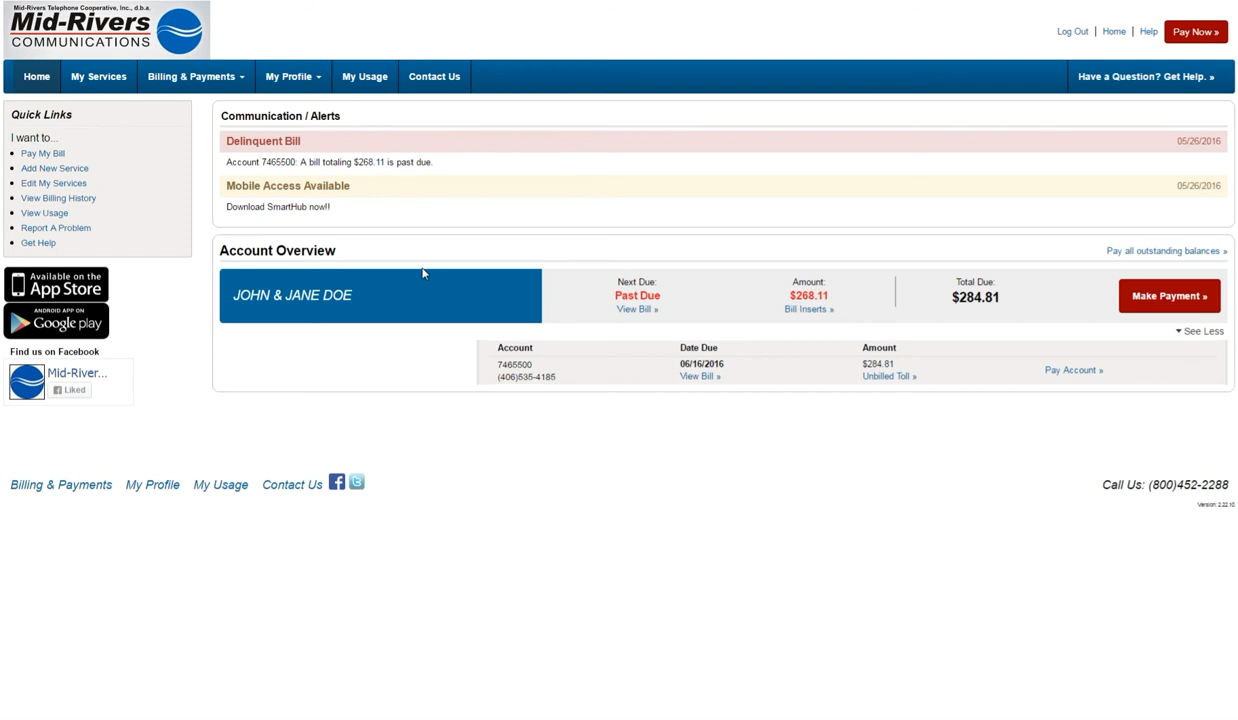 Mid-Rivers Telephone Cooperative, Inc., d.b.a.
Mid-Rivers
COMMUNICATIONS
Log Out | Home | Help Pay Now »
Home My Services Billing & Payments My Profile My Usage Contact Us Have a Question? Get Help. »
Quick Links
I want to...
Pay My Bill
Add New Service
Edit My Services
View Billing History
View Usage
Report A Problem
Get Help
Available on the
App Store
ANDROID APP ON
Google play
Find us on Facebook
Mid-River...
Liked
Communication / Alerts
Delinquent Bill 05/26/2016
Account 7465500: A bill totaling $268.11 is past due.
Mobile Access Available 05/26/2016
Download SmartHub now!!
Account Overview Pay all outstanding balances »
JOHN & JANE DOE
Next Due: Amount: Total Due:
Past Due $268.11 $284.81 Make Payment »
View Bill » Bill Inserts »
See Less
Account Date Due Amount
7465500 06/16/2016 $284.81
Pay Account »
(406)535-4185 View Bill » Unbilled Toll »
Billing & Payments My Profile My Usage Contact Us
Call Us: (800)452-2288
Version: 2.22.10